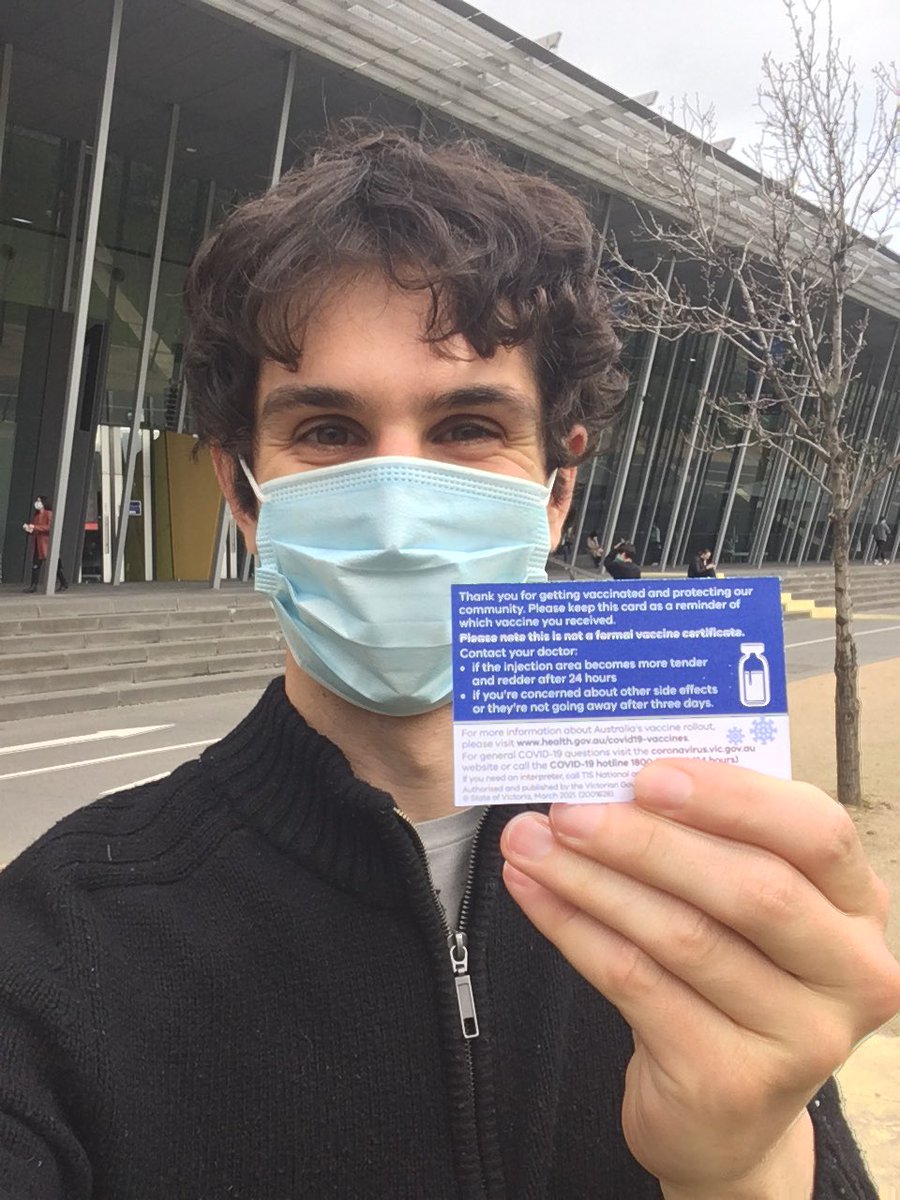 Thank you for getting vaccinated and protecting our
community. Please keep this card as a reminder of
which vaccine you received.
Please note this is not a formal vaccine certificate.
Contact your doctor:
• if the injection area becomes more tender
and redder after 24 hours
• if you're concerned about other side effects
or they're not going away after three days.
For more information about Australia's vaccine rollout,
please visit www.health.gov.au/covid19-vaccines.
For general COVID-19 questions visit the coronavirus.vic.gov.au
website or call the COVID-19 hotline 1800 hours)
If you need an interpreter, call TIS National
Authorised and published by the Victorian
© State of Victoria, March 2021